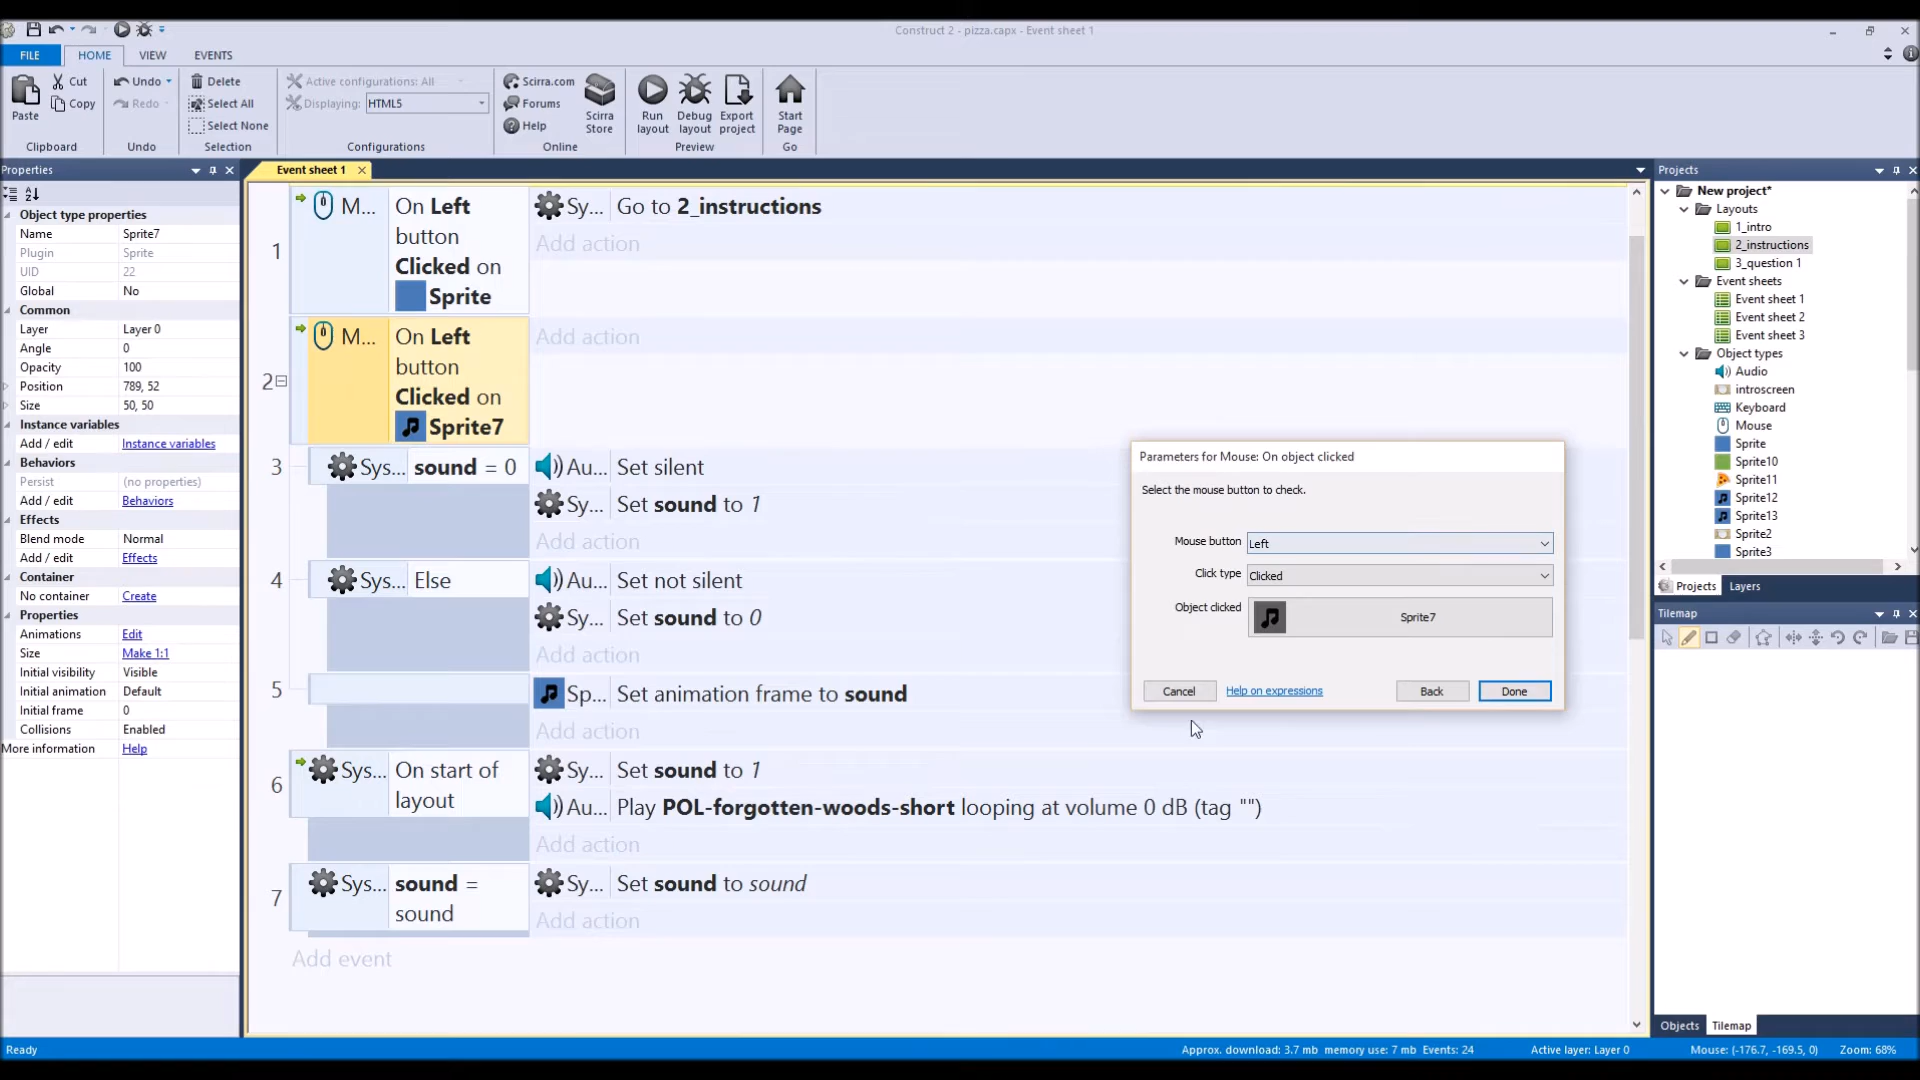 Construct 2 - pizza.capx - Event sheet 1
FILE HOME VIEW EVENTS
Paste Cut Copy Clipboard
Undo Redo Undo
Delete Select All Select None Selection
Active configurations: All
Displaying: HTML5
Configurations
Scirra.com Forums Help Scirra Store Online
Run layout Debug layout Export project Preview
Start Page Go
Properties
Event sheet 1
Projects
Object type properties
Name Sprite7
Plugin Sprite
UID 22
Global No
Common
Layer Layer 0
Angle 0
Opacity 100
Position 789, 52
Size 50, 50
Instance variables
Add / edit Instance variables
Behaviors
Persist (no properties)
Add / edit Behaviors
Effects
Blend mode Normal
Add / edit Effects
Container
No container Create
Properties
Animations Edit
Size Make 1:1
Initial visibility Visible
Initial animation Default
Initial frame 0
Collisions Enabled
More information Help
1 M... On Left button Clicked on Sprite
Sy... Go to 2_instructions
Add action
2 M... On Left button Clicked on Sprite7
Add action
3 Sys... sound = 0
Au... Set silent
Sy... Set sound to 1
Add action
4 Sys... Else
Au... Set not silent
Sy... Set sound to 0
Add action
5 Sp... Set animation frame to sound
Add action
6 Sys... On start of layout
Sy... Set sound to 1
Au... Play POL-forgotten-woods-short looping at volume 0 dB (tag "")
Add action
7 Sys... sound = sound
Sy... Set sound to sound
Add action
Add event
Parameters for Mouse: On object clicked
Select the mouse button to check.
Mouse button Left
Click type Clicked
Object clicked Sprite7
Cancel Help on expressions Back Done
New project*
Layouts
1_intro
2_instructions
3_question 1
Event sheets
Event sheet 1
Event sheet 2
Event sheet 3
Object types
Audio
introscreen
Keyboard
Mouse
Sprite
Sprite10
Sprite11
Sprite12
Sprite13
Sprite2
Sprite3
Projects Layers
Tilemap
Objects Tilemap
Ready
Approx. download: 3.7 mb memory use: 7 mb Events: 24 Active layer: Layer 0 Mouse: (-176.7, -169.5, 0) Zoom: 68%